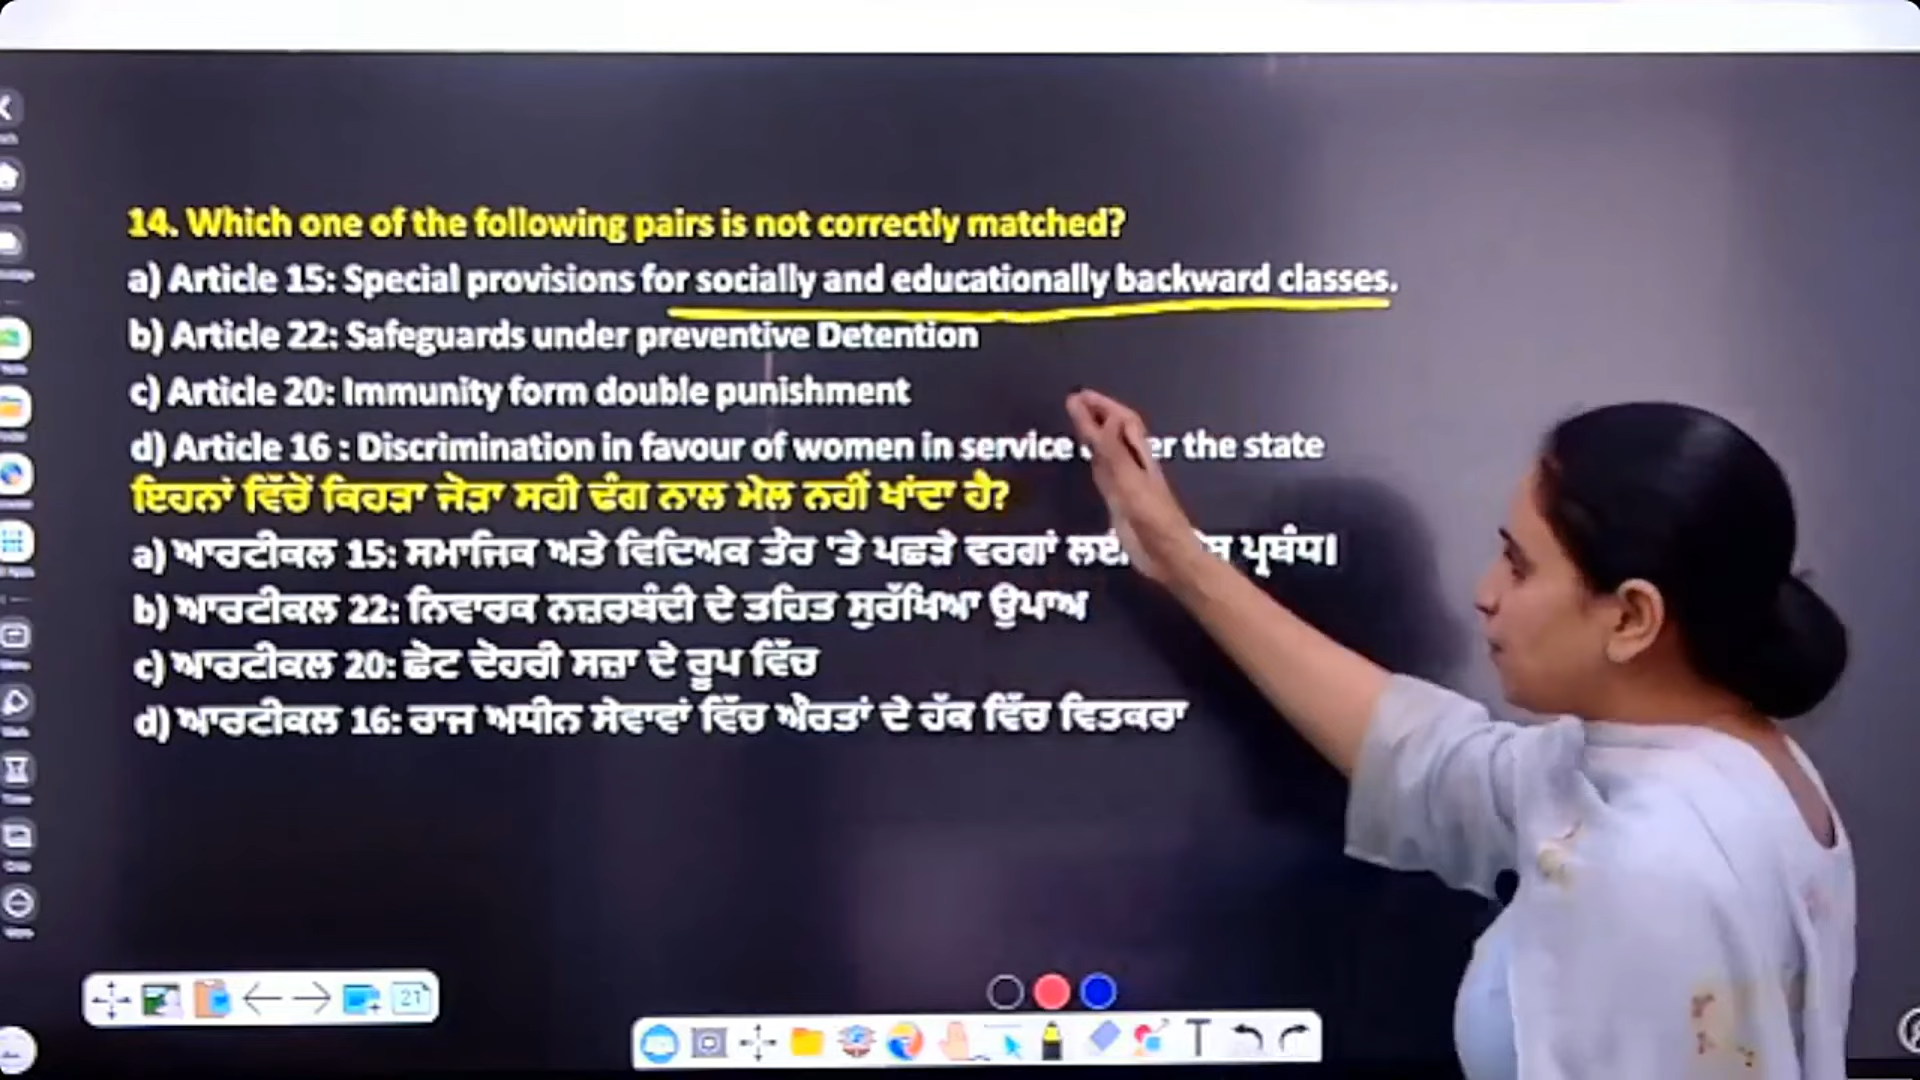 14. Which one of the following pairs is not correctly matched?
a) Article 15: Special provisions for socially and educationally backward classes.
b) Article 22: Safeguards under preventive Detention
c) Article 20: Immunity form double punishment
d) Article 16 : Discrimination in favour of women in service the state
ਇਹਨਾਂ ਵਿੱਚੋਂ ਕਿਹੜਾ ਜੋੜਾ ਸਹੀ ਢੰਗ ਨਾਲ ਮੇਲ ਨਹੀਂ ਖਾਂਦਾ ਹੈ?
a) ਆਰਟੀਕਲ 15: ਸਮਾਜਿਕ ਅਤੇ ਵਿਦਿਅਕ ਤੌਰ 'ਤੇ ਪਛੜੇ ਵਰਗਾਂ ਪ੍ਰਬੰਧ।
b) ਆਰਟੀਕਲ 22: ਨਿਵਾਰਕ ਨਜ਼ਰਬੰਦੀ ਦੇ ਤਹਿਤ ਸੁਰੱਖਿਆ ਉਪਾਅ
c) ਆਰਟੀਕਲ 20: ਛੋਟ ਦੋਹਰੀ ਸਜ਼ਾ ਦੇ ਰੂਪ ਵਿੱਚ
d) ਆਰਟੀਕਲ 16: ਰਾਜ ਅਧੀਨ ਸੇਵਾਵਾਂ ਵਿੱਚ ਔਰਤਾਂ ਦੇ ਹੱਕ ਵਿੱਚ ਵਿਤਕਰਾ
21